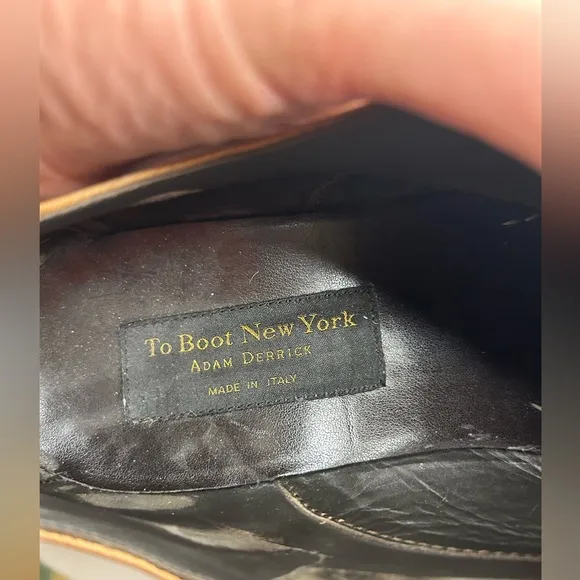 To Boot New York
ADAM DERRICK
MADE IN ITALY